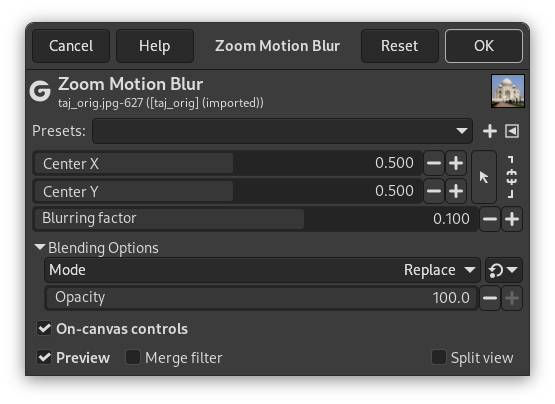 Cancel Help Zoom Motion Blur Reset OK
Zoom Motion Blur
taj_orig.jpg-627 ([taj_orig] (imported))
Presets:
Center X 0.500
Center Y 0.500
Blurring factor 0.100
Blending Options
Mode Replace
Opacity 100.0
On-canvas controls
Preview Merge filter Split view